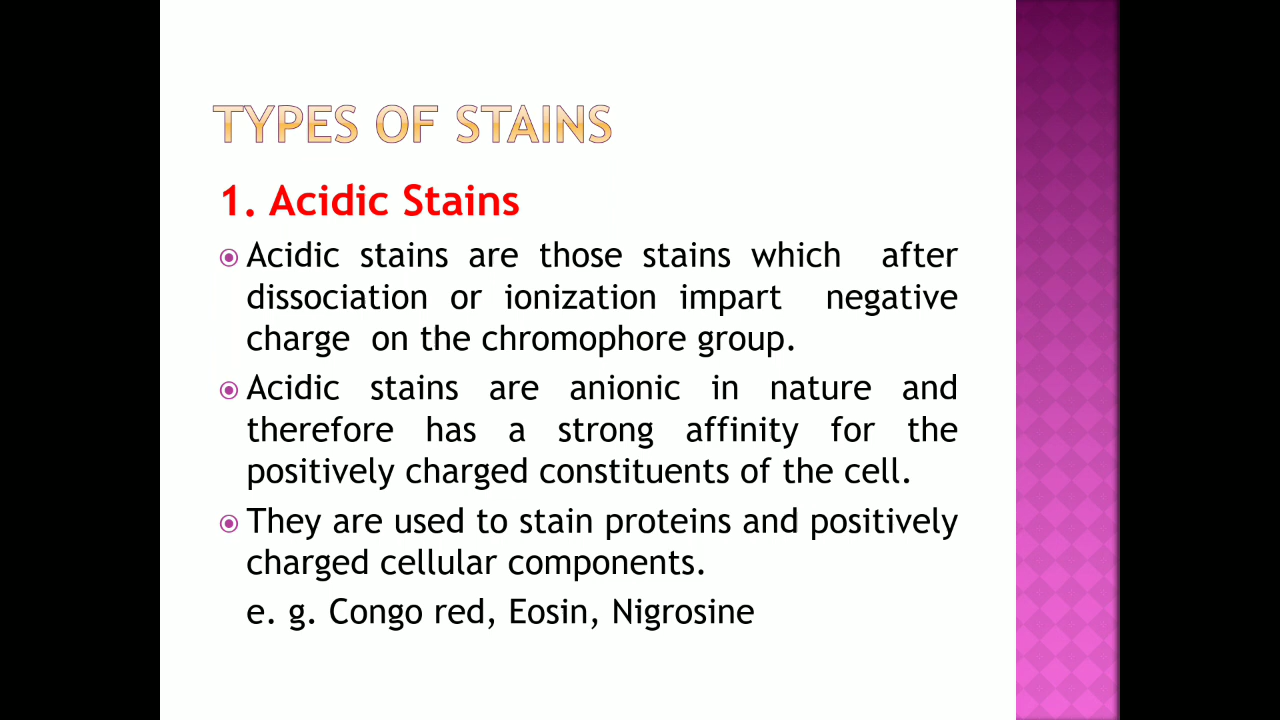 TYPES OF STAINS
1. Acidic Stains
Acidic stains are those stains which after
dissociation or ionization impart negative
charge on the chromophore group.
Acidic stains are anionic in nature and
therefore has a strong affinity for the
positively charged constituents of the cell.
They are used to stain proteins and positively
charged cellular components.
e. g. Congo red, Eosin, Nigrosine